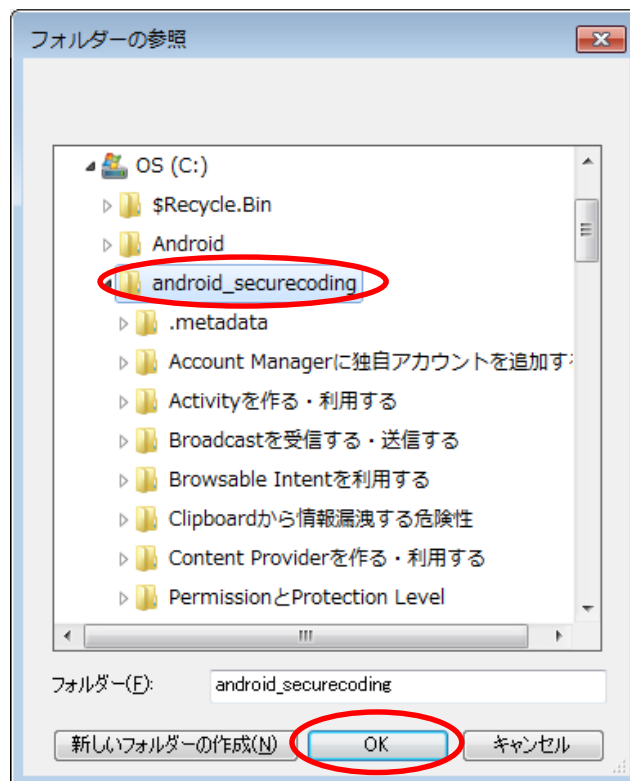 フォルダーの参照
OS (C:)
$Recycle.Bin
Android
android_securecoding
.metadata
Account Managerに独自アカウントを追加す
Activityを作る・利用する
Broadcastを受信する・送信する
Browsable Intentを利用する
Clipboardから情報漏洩する危険性
Content Providerを作る・利用する
PermissionとProtection Level
フォルダー(F): android_securecoding
新しいフォルダーの作成(N) OK キャンセル